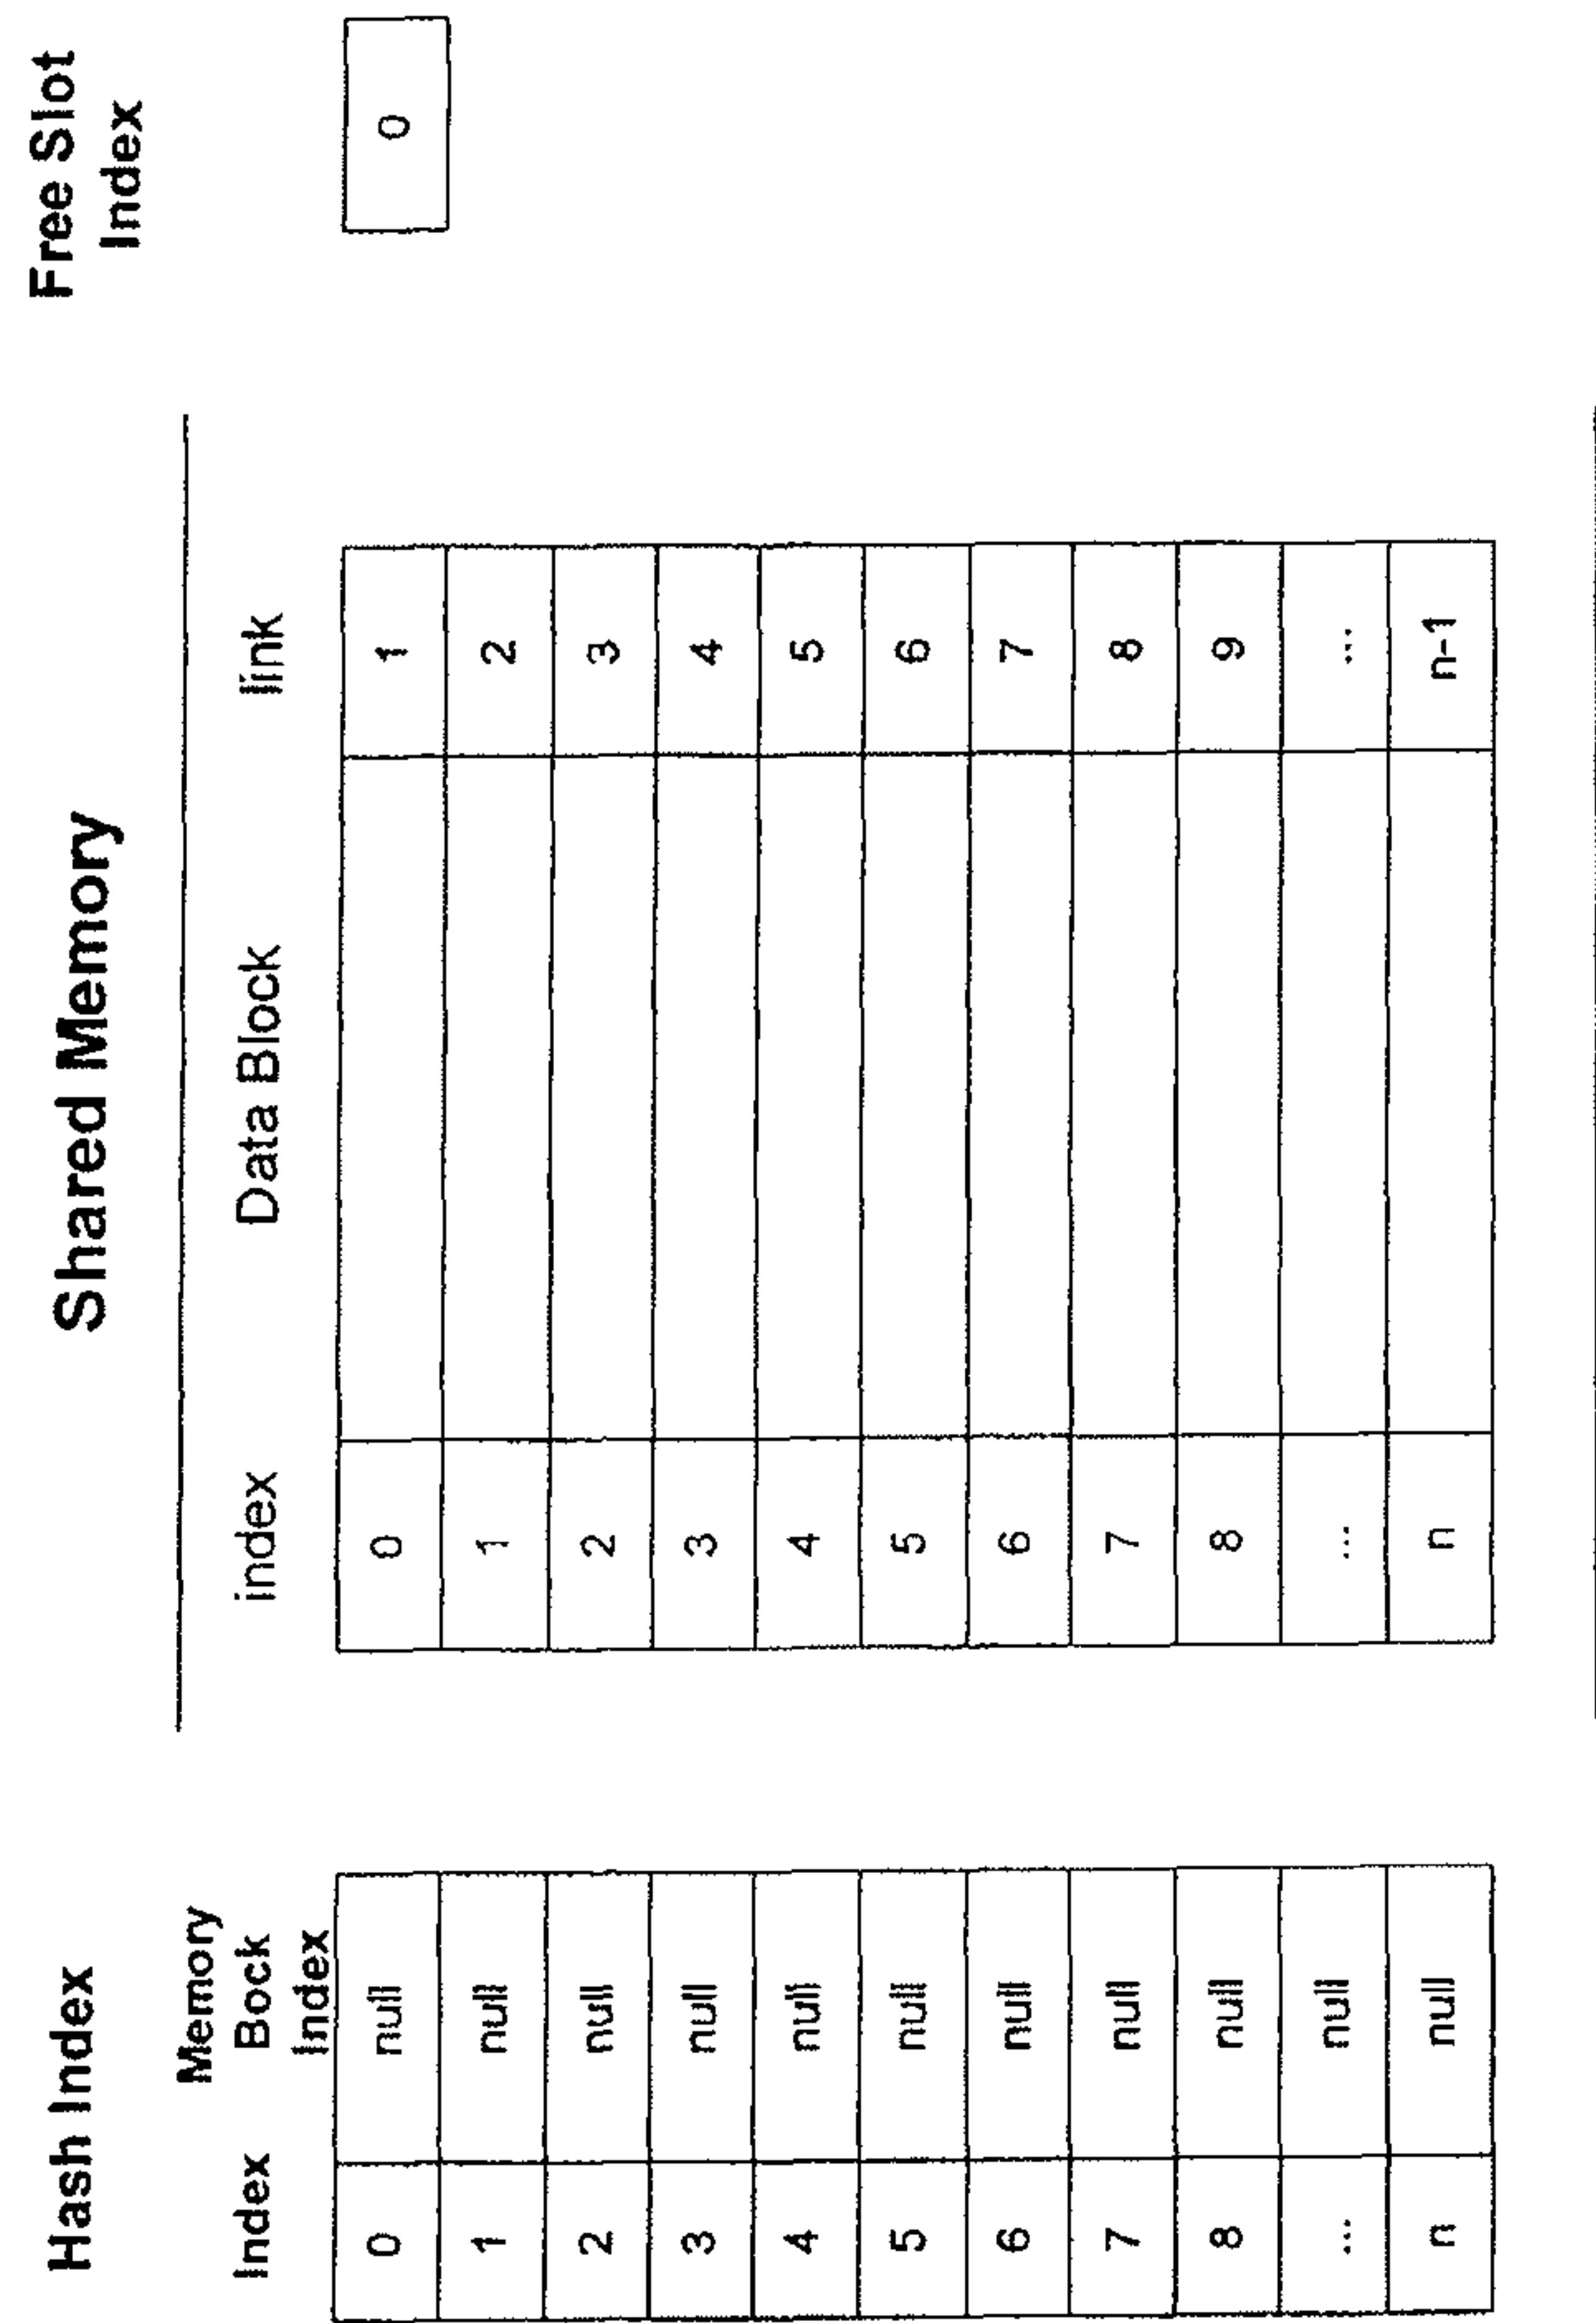 Hash Index
Shared Memory
Free Slot
Index
Index
Memory
Bock
Index
index
Data Block
link
0 null 0 1 0
1 null 1 2
2 null 2 3
3 null 3 4
4 null 4 5
5 null 5 6
6 null 6 7
7 null 7 8
8 null 8 9
... null ... ...
n null n n-1